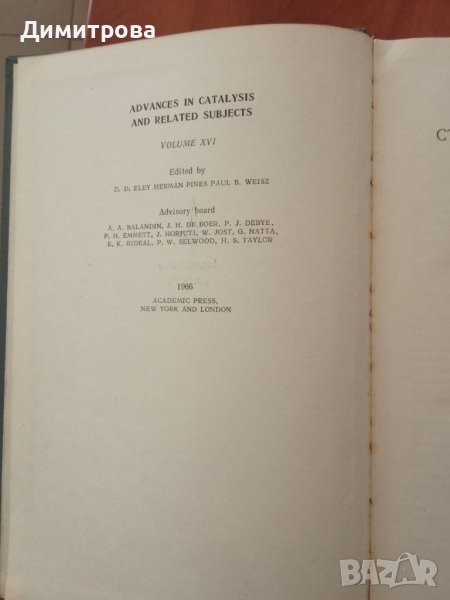 Димитрова
ADVANCES IN CATALYSIS
AND RELATED SUBJECTS
VOLUME XVI
Edited by
D. D. ELEY HERMAN PINES PAUL B. WEISZ
Advisory board
A. A. BALANDIN, J. H. DE BOER, P. J. DEBYE,
P. H. EMMETT, J. HORIUTI, W. JOST, G. NATTA,
E. K. RIDEAL, P. W. SELWOOD, H. S. TAYLOR
1966
ACADEMIC PRESS,
NEW YORK AND LONDON
BAZAR